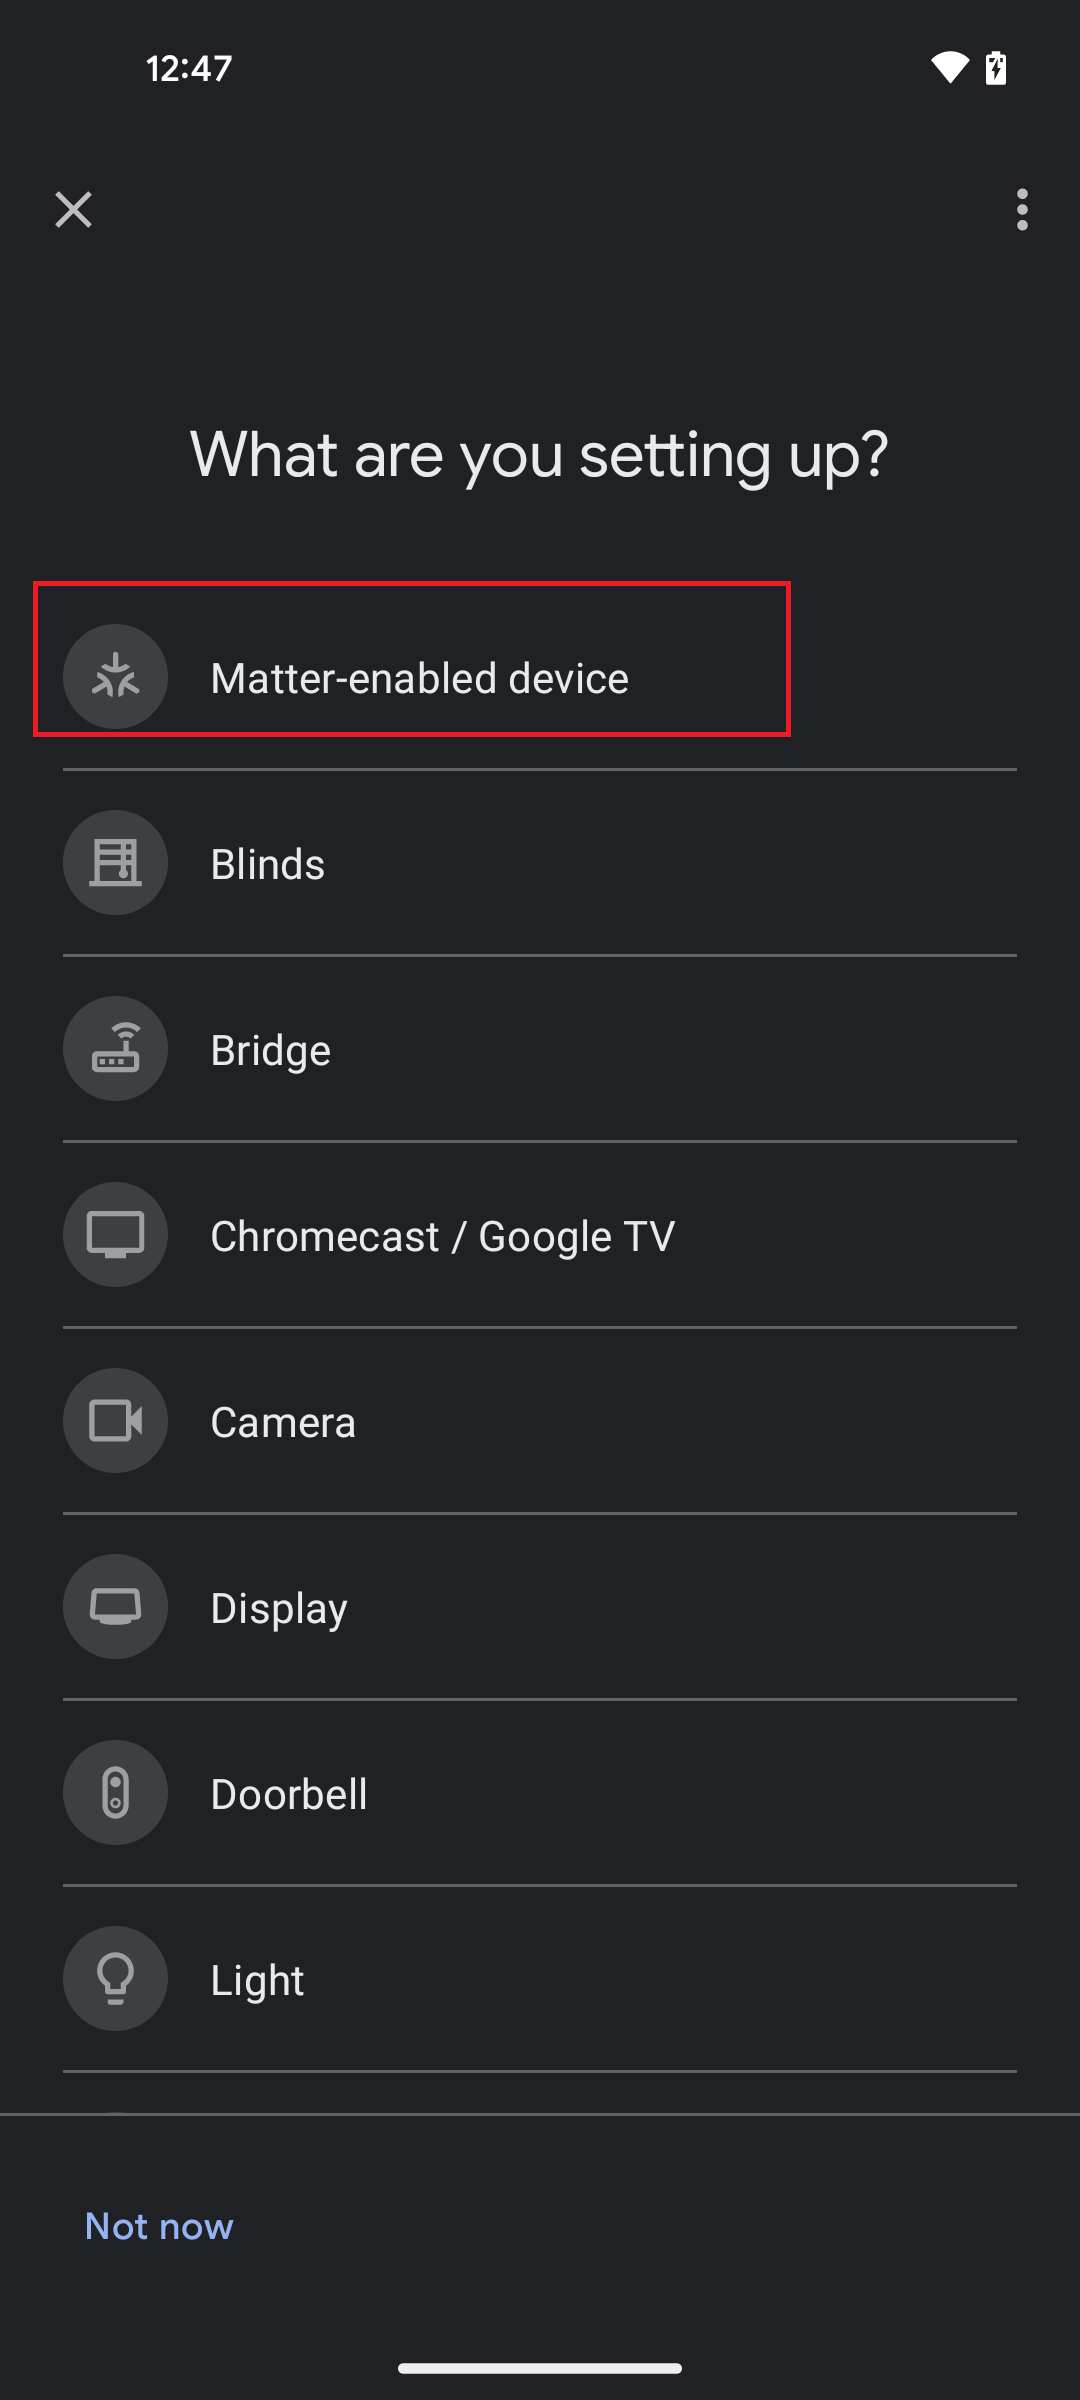 12:47
What are you setting up?
Matter-enabled device
Blinds
Bridge
Chromecast / Google TV
Camera
Display
Doorbell
Light
Not now